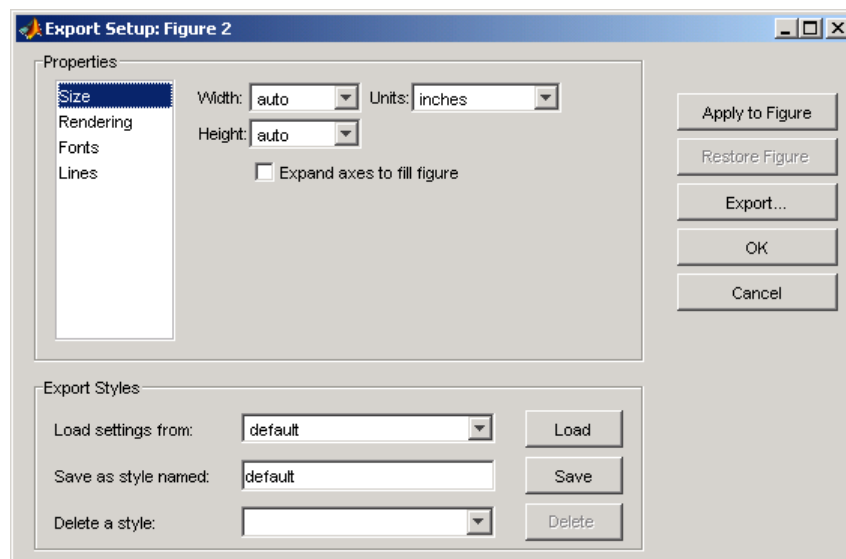 Export Setup: Figure 2
Properties
Size
Rendering
Fonts
Lines
Width: auto Units: inches
Height: auto
Expand axes to fill figure
Apply to Figure
Restore Figure
Export...
OK
Cancel
Export Styles
Load settings from: default Load
Save as style named: default Save
Delete a style: Delete